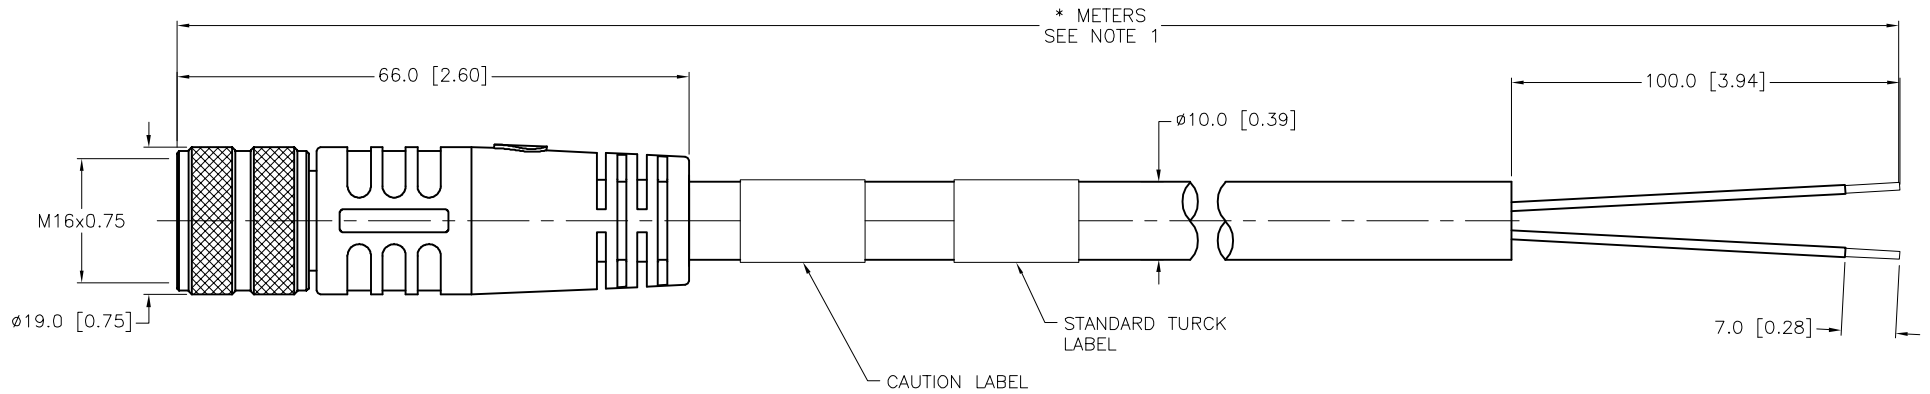 * METERS
SEE NOTE 1
66.0 [2.60]
100.0 [3.94]
ø10.0 [0.39]
M16x0.75
ø19.0 [0.75]
STANDARD TURCK
LABEL
7.0 [0.28]
CAUTION LABEL